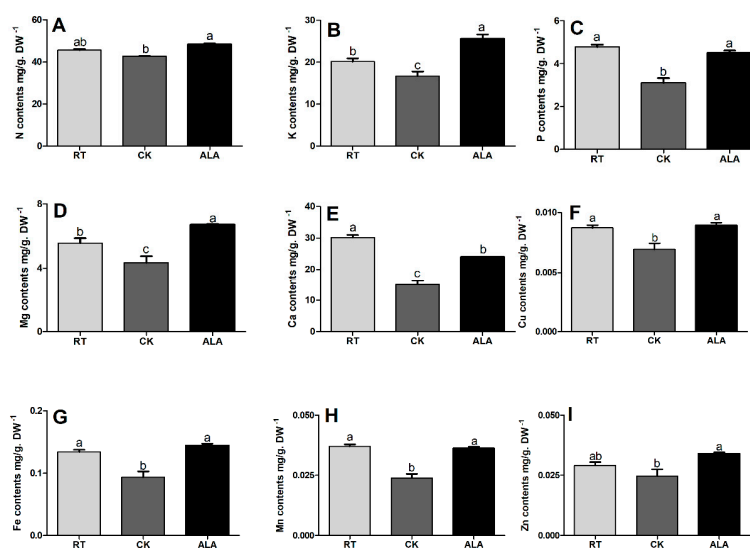 A
N contents mg/g. DW⁻¹
60
40
20
0
ab
b
a
RT
CK
ALA
B
K contents mg/g. DW⁻¹
30
20
10
0
b
c
a
RT
CK
ALA
C
P contents mg/g. DW⁻¹
6
4
2
0
a
b
a
RT
CK
ALA
D
Mg contents mg/g. DW⁻¹
8
4
0
b
c
a
RT
CK
ALA
E
Ca contents mg/g. DW⁻¹
40
30
20
10
0
a
c
b
RT
CK
ALA
F
Cu contents mg/g. DW⁻¹
0.010
0.005
0.000
a
b
a
RT
CK
ALA
G
Fe contents mg/g. DW⁻¹
0.2
0.1
0.0
a
b
a
RT
CK
ALA
H
Mn contents mg/g. DW⁻¹
0.050
0.025
0.000
a
b
a
RT
CK
ALA
I
Zn contents mg/g. DW⁻¹
0.050
0.025
0.000
ab
b
a
RT
CK
ALA